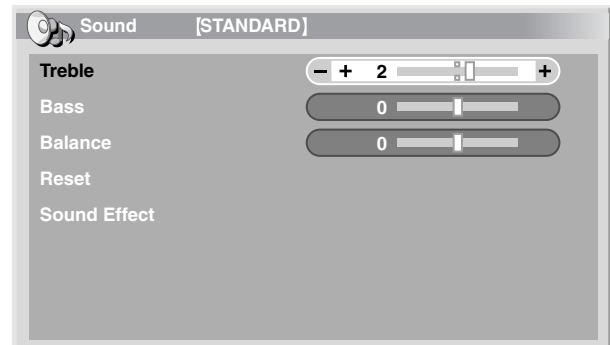 Sound [STANDARD]
Treble - + 2 +
Bass 0
Balance 0
Reset
Sound Effect